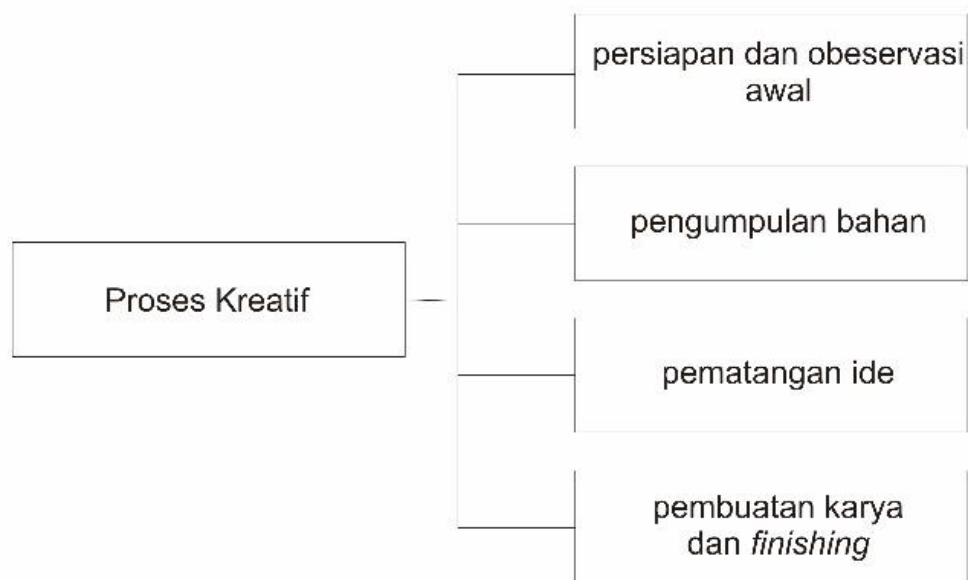 persiapan dan obeservasi
awal
pengumpulan bahan
Proses Kreatif
pematangan ide
pembuatan karya
dan finishing